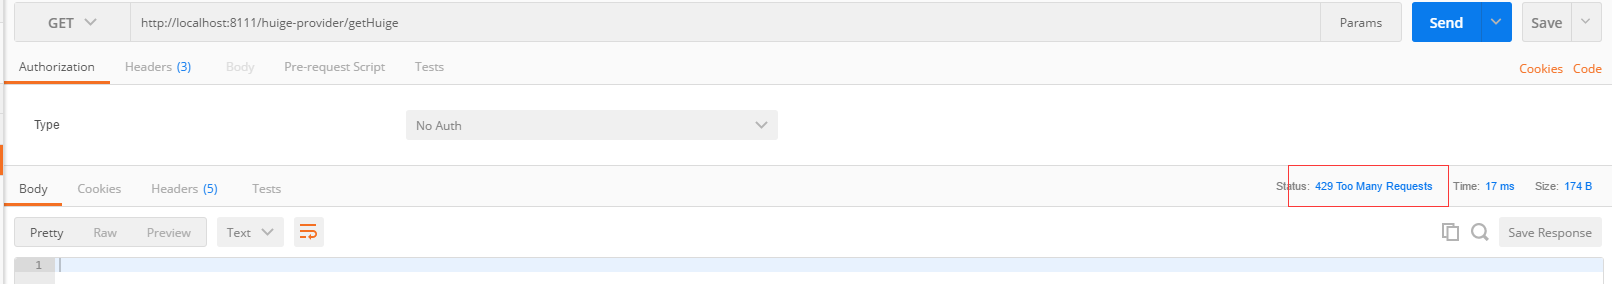 GET http://localhost:8111/huige-provider/getHuige Params Send Save
Authorization Headers (3) Body Pre-request Script Tests Cookies Code
Type No Auth
Body Cookies Headers (5) Tests Status: 429 Too Many Requests Time: 17 ms Size: 174 B
Pretty Raw Preview Text Save Response
1